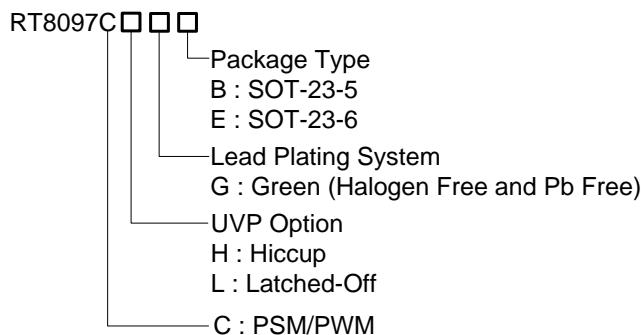 RT8097C□□□
Package Type
B : SOT-23-5
E : SOT-23-6
Lead Plating System
G : Green (Halogen Free and Pb Free)
UVP Option
H : Hiccup
L : Latched-Off
C : PSM/PWM